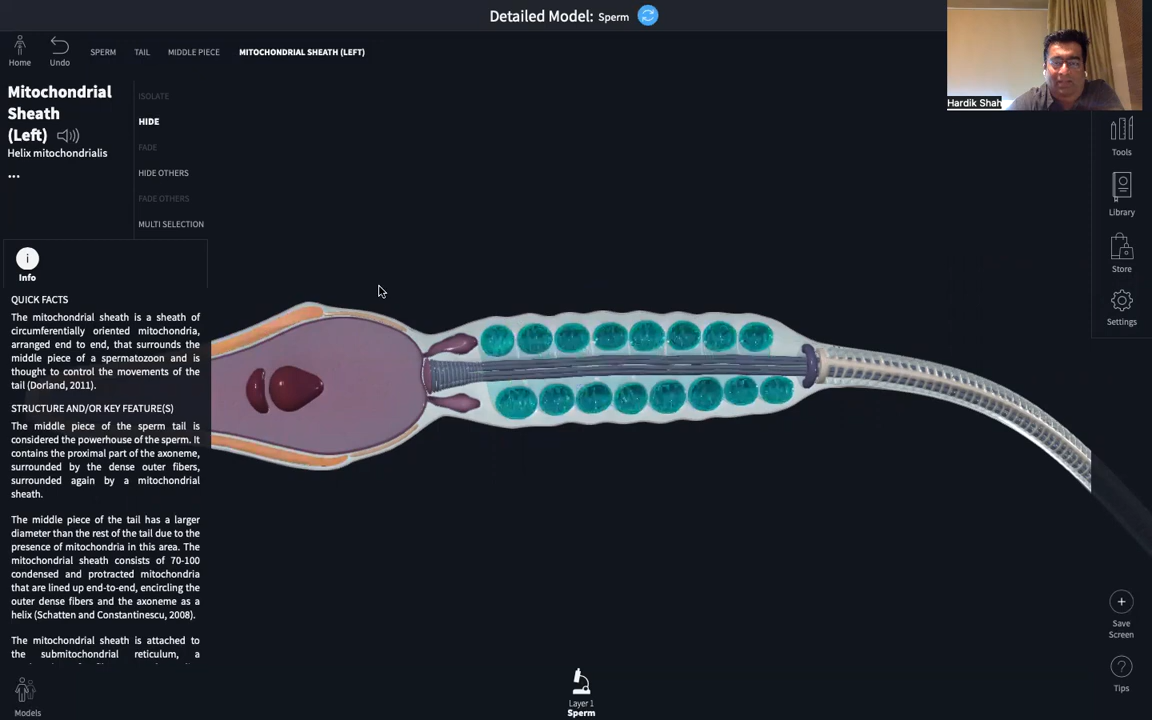 Detailed Model: Sperm
Hardik Shah
Home
Undo
SPERM
TAIL
MIDDLE PIECE
MITOCHONDRIAL SHEATH (LEFT)
Mitochondrial
Sheath
(Left)
Helix mitochondrialis
...
ISOLATE
HIDE
FADE
HIDE OTHERS
FADE OTHERS
MULTI SELECTION
i
Info
QUICK FACTS
The mitochondrial sheath is a sheath of
circumferentially oriented mitochondria,
arranged end to end, that surrounds the
middle piece of a spermatozoon and is
thought to control the movements of the
tail (Dorland, 2011).
STRUCTURE AND/OR KEY FEATURE(S)
The middle piece of the sperm tail is
considered the powerhouse of the sperm. It
contains the proximal part of the axoneme,
surrounded by the dense outer fibers,
surrounded again by a mitochondrial
sheath.
The middle piece of the tail has a larger
diameter than the rest of the tail due to the
presence of mitochondria in this area. The
mitochondrial sheath consists of 70-100
condensed and protracted mitochondria
that are lined up end-to-end, encircling the
outer dense fibers and the axoneme as a
helix (Schatten and Constantinescu, 2008).
The mitochondrial sheath is attached to
the submitochondrial reticulum, a
Models
Layer 1
Sperm
Tools
Library
Store
Settings
+
Save
Screen
?
Tips